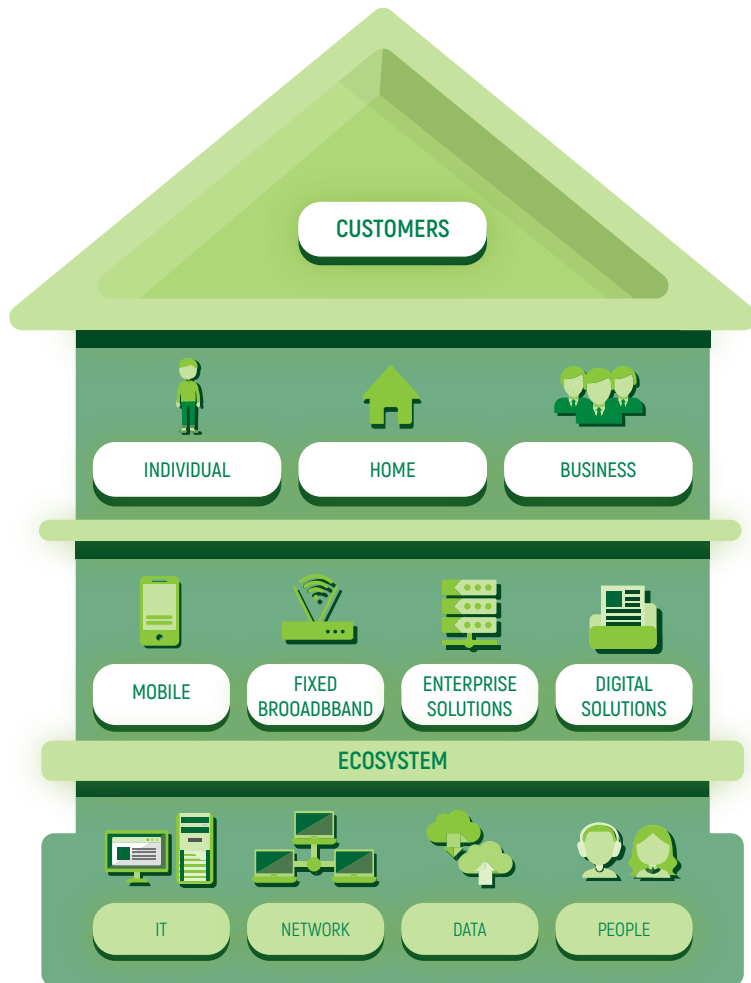 CUSTOMERS
INDIVIDUAL
HOME
BUSINESS
MOBILE
FIXED
BROOADBBAND
ENTERPRISE
SOLUTIONS
DIGITAL
SOLUTIONS
ECOSYSTEM
IT
NETWORK
DATA
PEOPLE